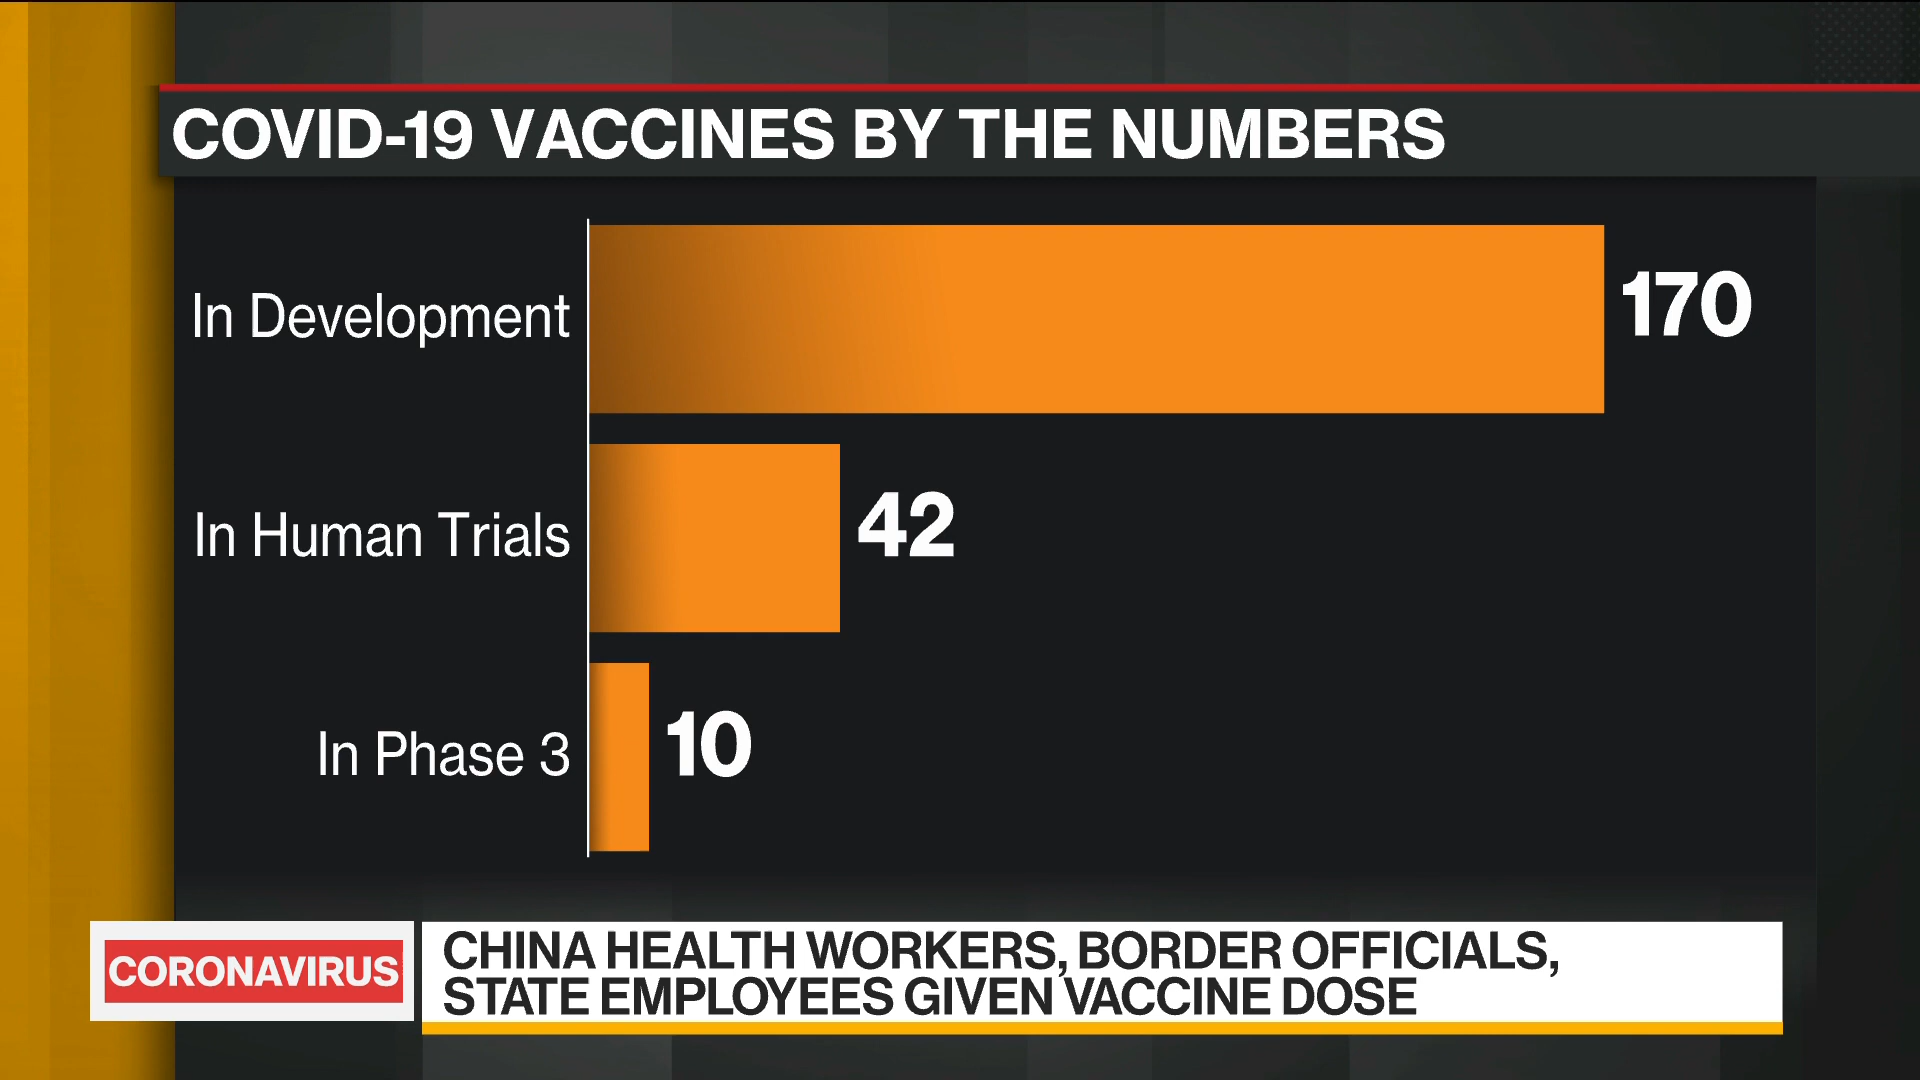 COVID-19 VACCINES BY THE NUMBERS
In Development 170
In Human Trials 42
In Phase 3 10
CORONAVIRUS
CHINA HEALTH WORKERS, BORDER OFFICIALS,
STATE EMPLOYEES GIVEN VACCINE DOSE